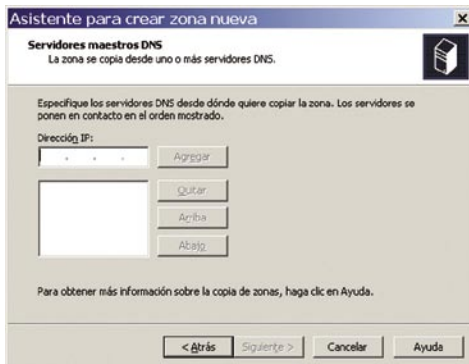 Asistente para crear zona nueva
Servidores maestros DNS
La zona se copia desde uno o más servidores DNS.
Especifique los servidores DNS desde dónde quiere copiar la zona. Los servidores se
ponen en contacto en el orden mostrado.
Dirección IP:
Agregar
Quitar
Arriba
Abajo
Para obtener más información sobre la copia de zonas, haga clic en Ayuda.
< Atrás Siguiente > Cancelar Ayuda